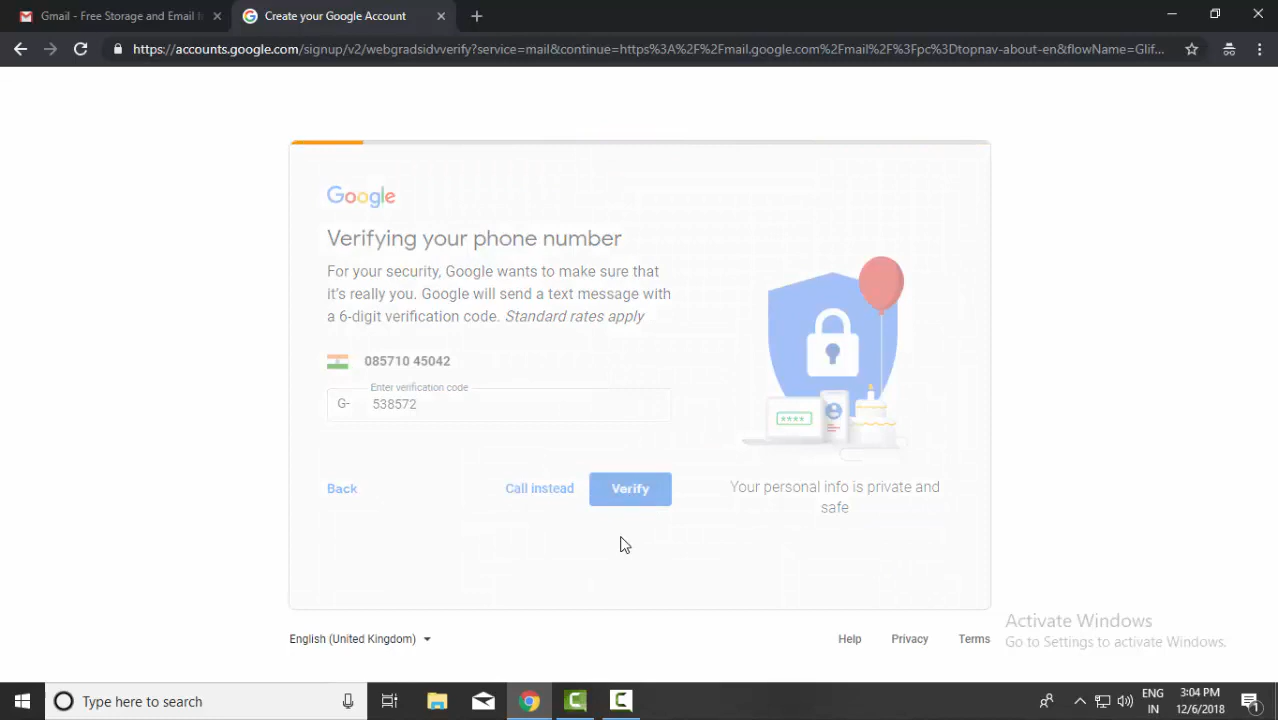 Gmail - Free Storage and Email
Create your Google Account
https://accounts.google.com/signup/v2/webgradsidvverify?service=mail&continue=https%3A%2F%2Fmail.google.com%2Fmail%2F%3Fpc%3Dtopnav-about-en&flowName=Glif...
Google
Verifying your phone number
For your security, Google wants to make sure that
it's really you. Google will send a text message with
a 6-digit verification code. Standard rates apply
085710 45042
Enter verification code
G- 538572
****
Back
Call instead
Verify
Your personal info is private and
safe
English (United Kingdom)
Help
Privacy
Terms
Activate Windows
Go to Settings to activate Windows.
Type here to search
ENG
IN
3:04 PM
12/6/2018
1